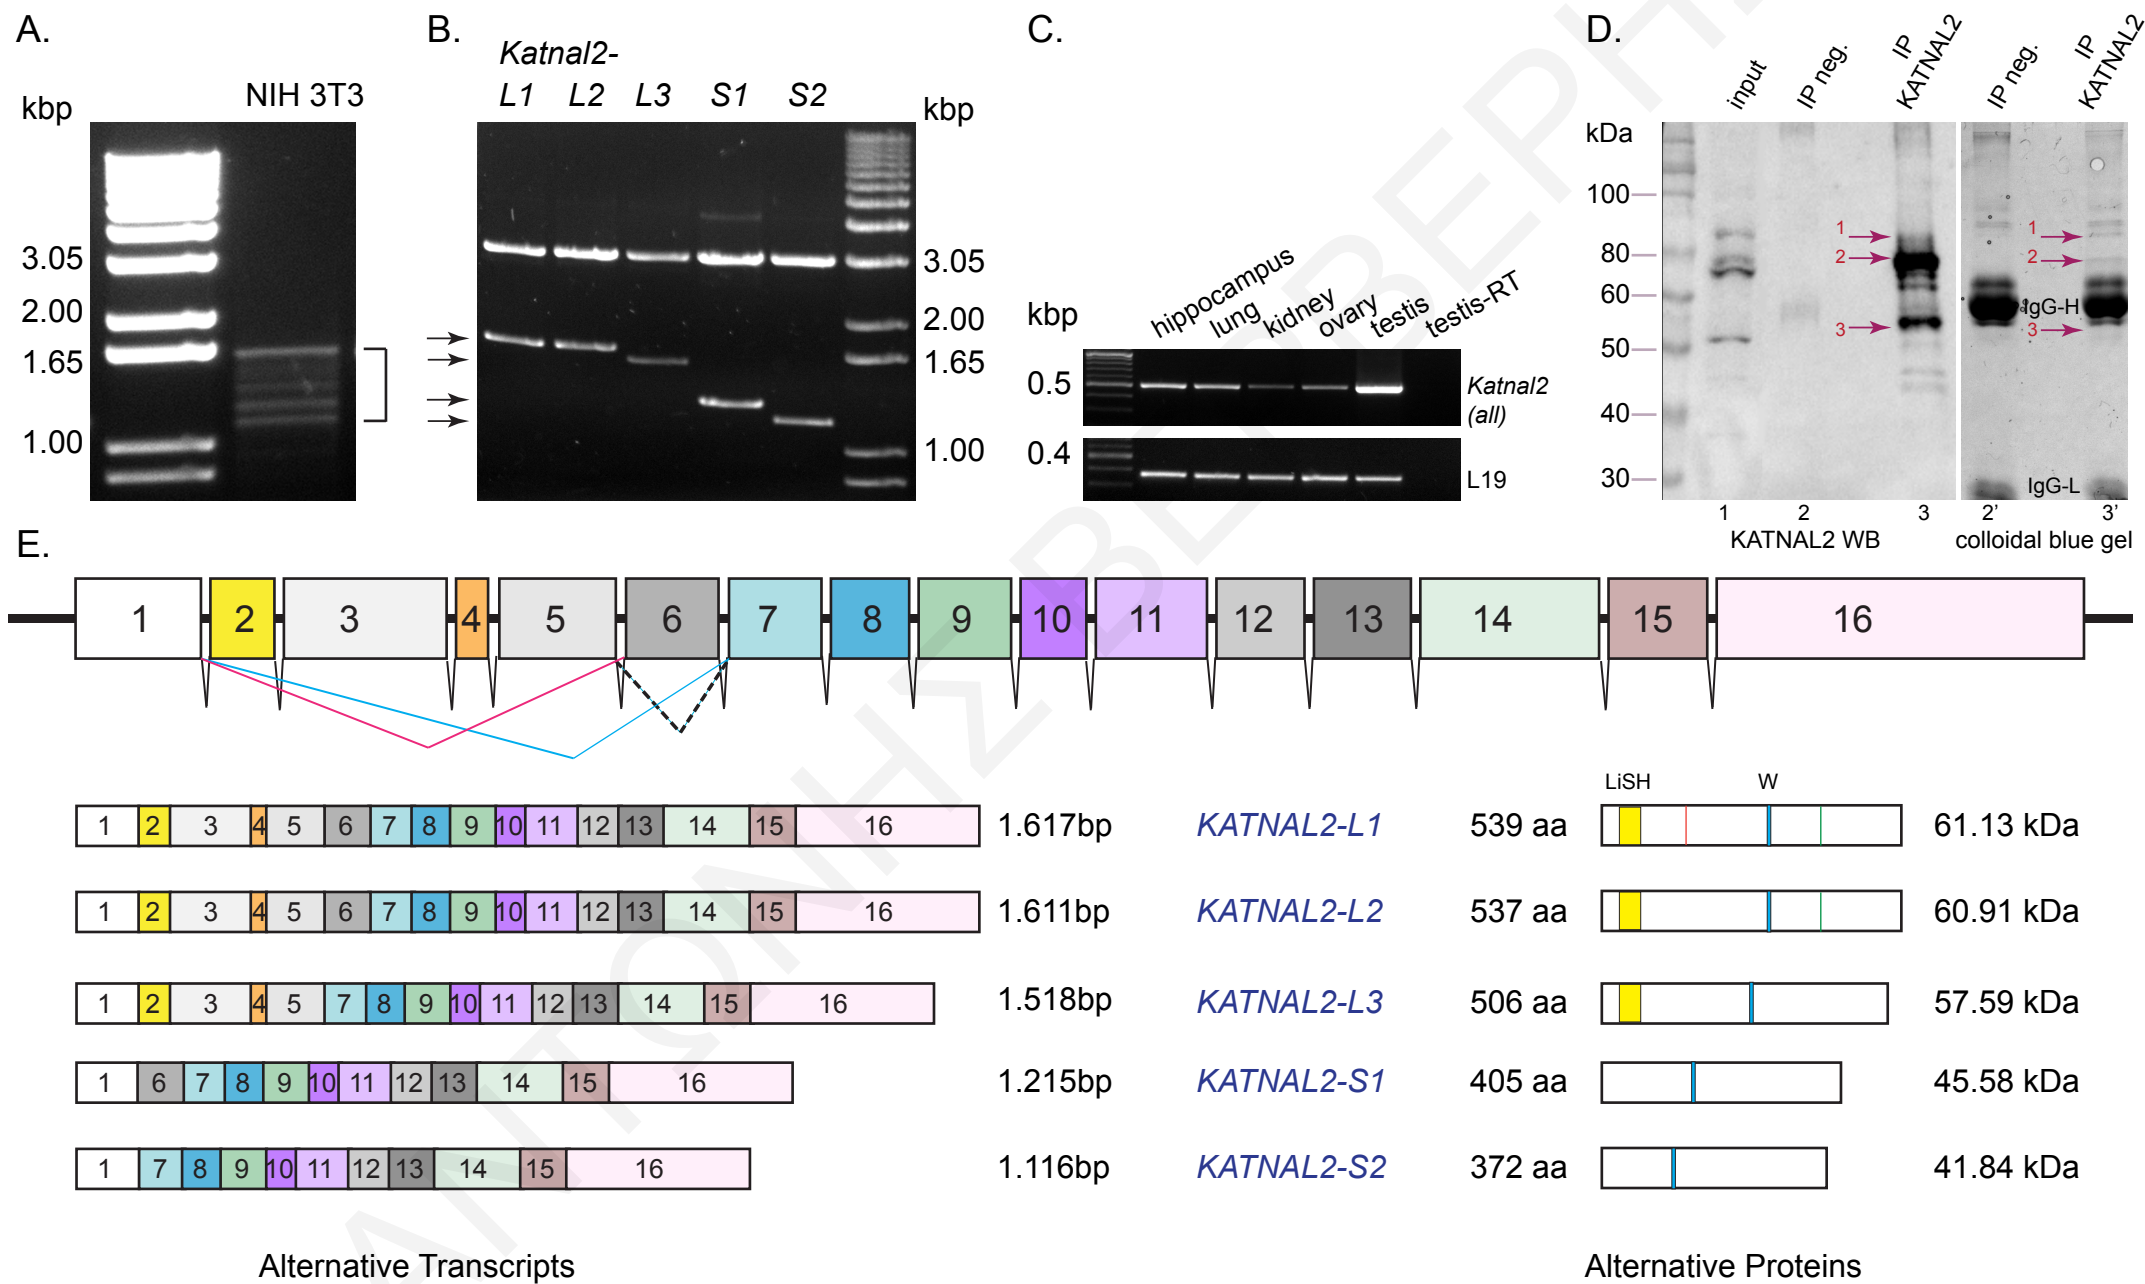 A.
kbp
NIH 3T3
3.05
2.00
1.65
1.00
B.
Katnal2-
L1 L2 L3 S1 S2
kbp
3.05
2.00
1.65
1.00
C.
kbp
hippocampus
lung
kidney
ovary
testis
testis-RT
0.5
Katnal2
(all)
0.4
L19
D.
input
IP neg.
IP
KATNAL2
IP neg.
IP
KATNAL2
kDa
100
80
60
50
40
30
1
2
3
1
2
3
IgG-H
IgG-L
1 2 3 2' 3'
KATNAL2 WB
colloidal blue gel
E.
1 2 3 4 5 6 7 8 9 10 11 12 13 14 15 16
LiSH W
1 2 3 4 5 6 7 8 9 10 11 12 13 14 15 16 1.617bp KATNAL2-L1 539 aa 61.13 kDa
1 2 3 4 5 6 7 8 9 10 11 12 13 14 15 16 1.611bp KATNAL2-L2 537 aa 60.91 kDa
1 2 3 4 5 7 8 9 10 11 12 13 14 15 16 1.518bp KATNAL2-L3 506 aa 57.59 kDa
1 6 7 8 9 10 11 12 13 14 15 16 1.215bp KATNAL2-S1 405 aa 45.58 kDa
1 7 8 9 10 11 12 13 14 15 16 1.116bp KATNAL2-S2 372 aa 41.84 kDa
Alternative Transcripts
Alternative Proteins